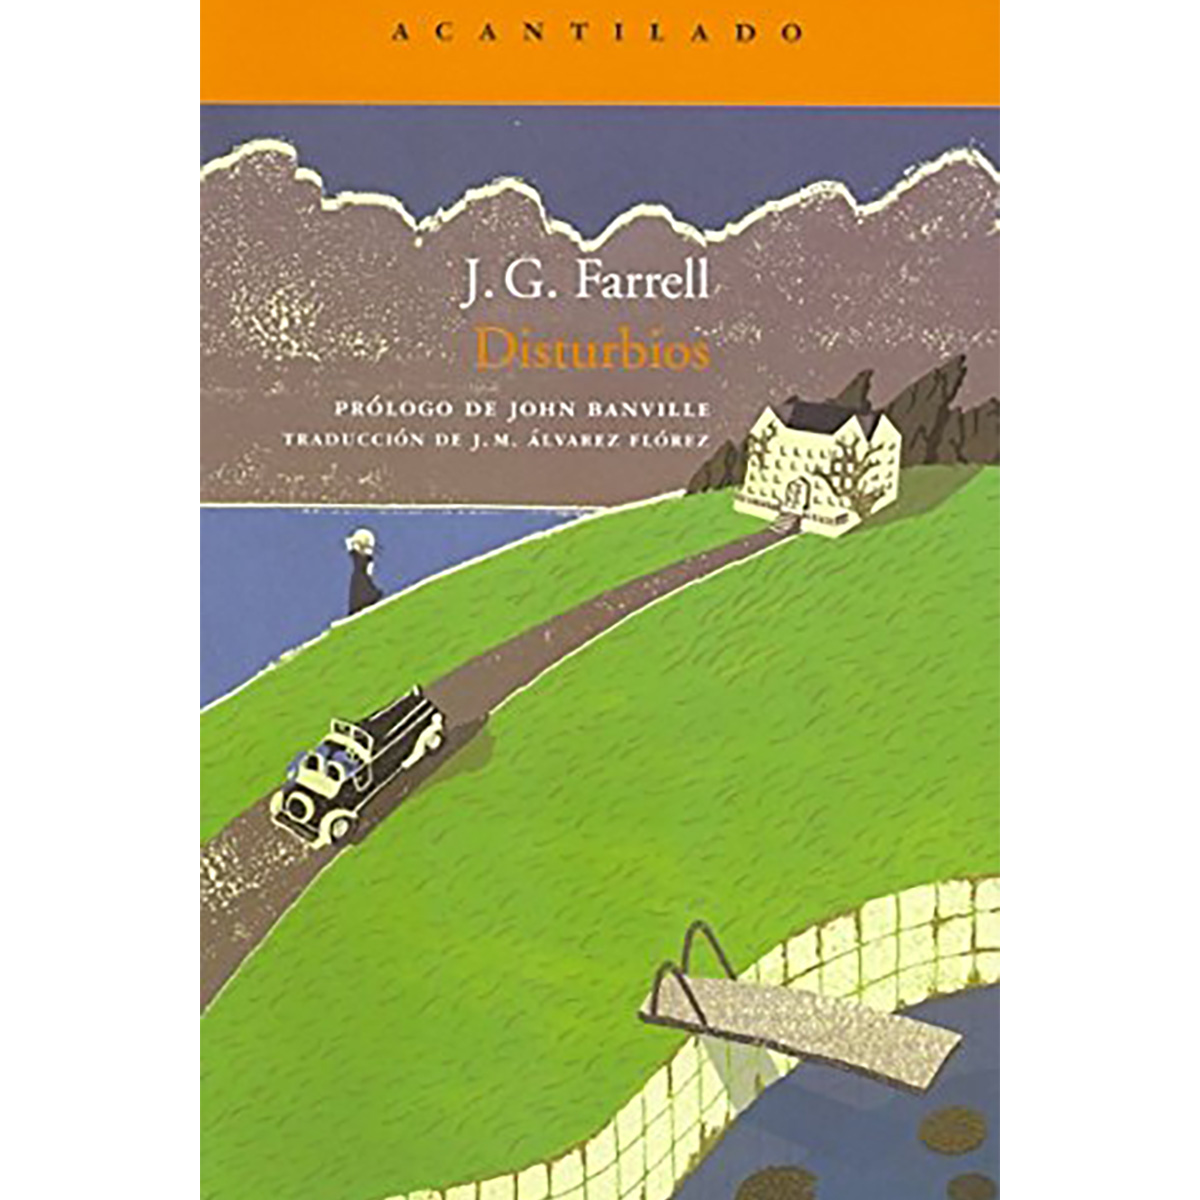 ACANTILADO
J. G. Farrell
Disturbios
PRÓLOGO DE JOHN BANVILLE
TRADUCCIÓN DE J. M. ÁLVAREZ FLÓREZ